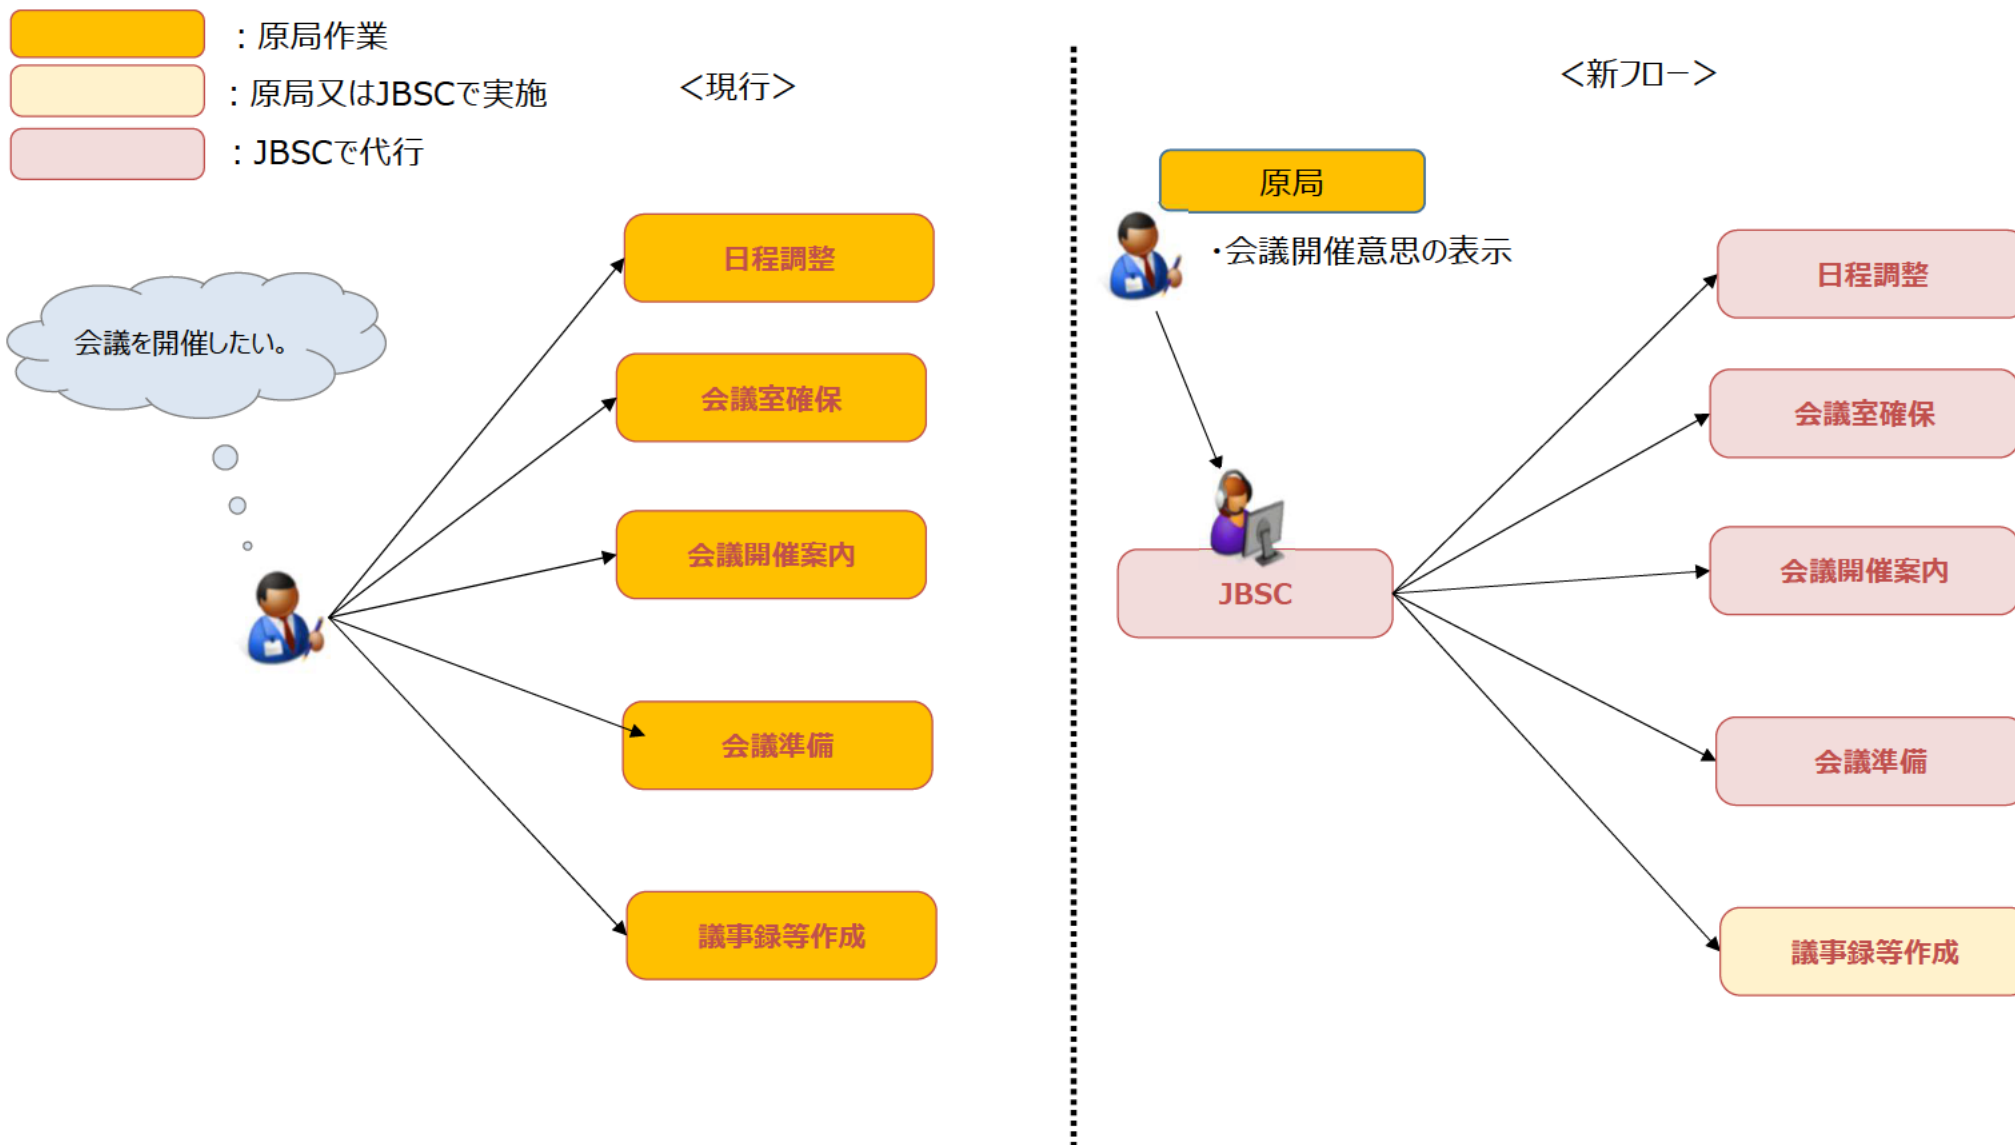 ：原局作業
：原局又はJBSCで実施
：JBSCで代行
＜現行＞
会議を開催したい。
日程調整
会議室確保
会議開催案内
会議準備
議事録等作成
＜新フロー＞
原局
・会議開催意思の表示
JBSC
日程調整
会議室確保
会議開催案内
会議準備
議事録等作成